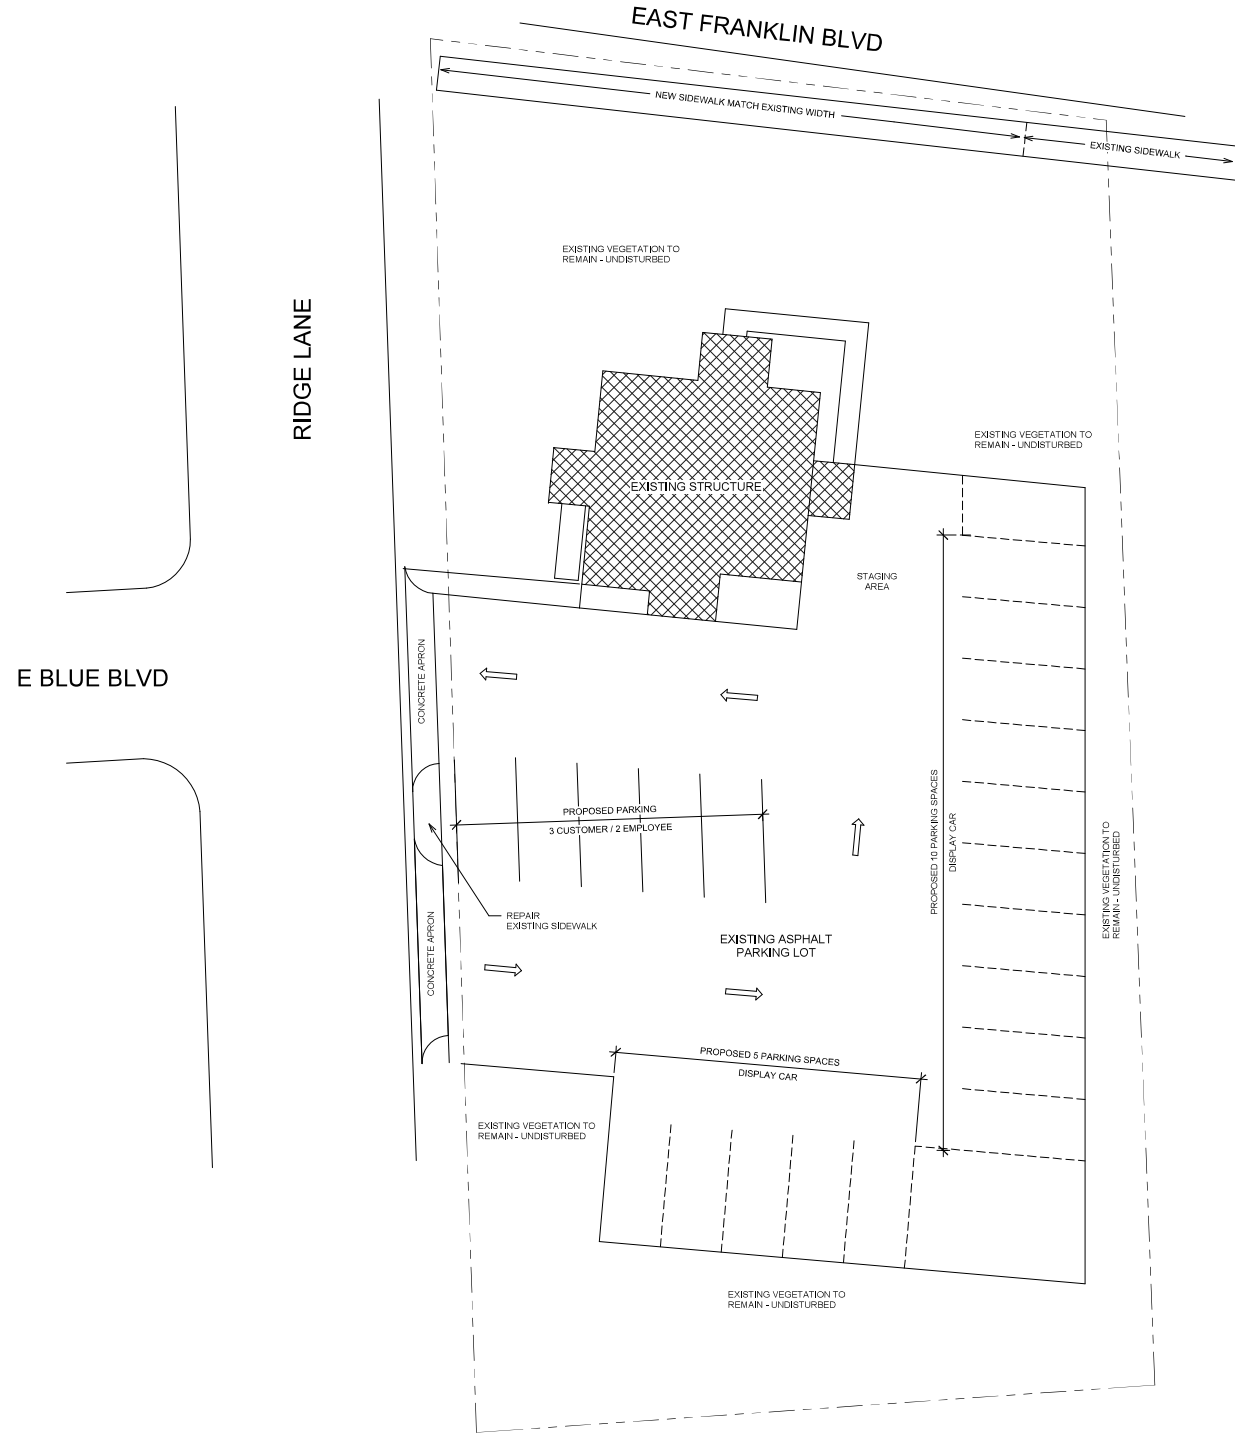 EAST FRANKLIN BLVD
NEW SIDEWALK MATCH EXISTING WIDTH
EXISTING SIDEWALK
EXISTING VEGETATION TO
REMAIN - UNDISTURBED
RIDGE LANE
EXISTING VEGETATION TO
REMAIN - UNDISTURBED
EXISTING STRUCTURE
STAGING
AREA
E BLUE BLVD
CONCRETE APRON
PROPOSED PARKING
3 CUSTOMER / 2 EMPLOYEE
PROPOSED 10 PARKING SPACES
DISPLAY CAR
EXISTING VEGETATION TO
REMAIN - UNDISTURBED
REPAIR
EXISTING SIDEWALK
CONCRETE APRON
EXISTING ASPHALT
PARKING LOT
PROPOSED 5 PARKING SPACES
DISPLAY CAR
EXISTING VEGETATION TO
REMAIN - UNDISTURBED
EXISTING VEGETATION TO
REMAIN - UNDISTURBED